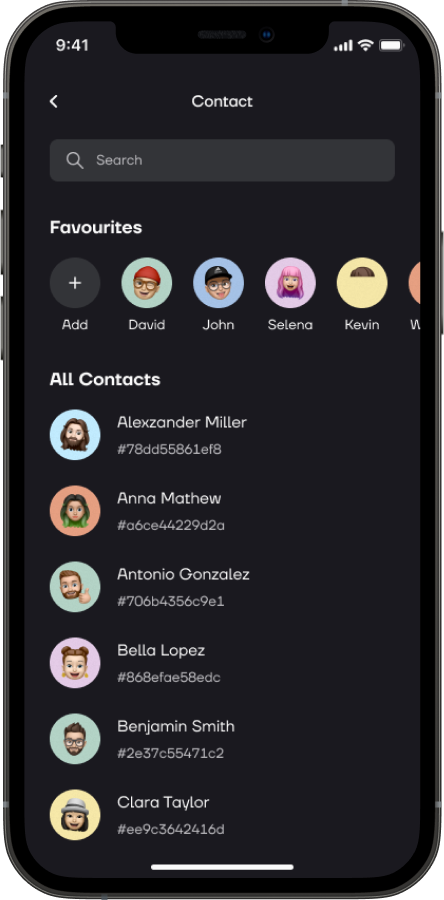 9:41
Contact
Search
Favourites
Add David John Selena Kevin
All Contacts
Alexzander Miller
#78dd55861ef8
Anna Mathew
#a6ce44229d2a
Antonio Gonzalez
#706b4356c9e1
Bella Lopez
#868efae58edc
Benjamin Smith
#2e37c55471c2
Clara Taylor
#ee9c3642416d